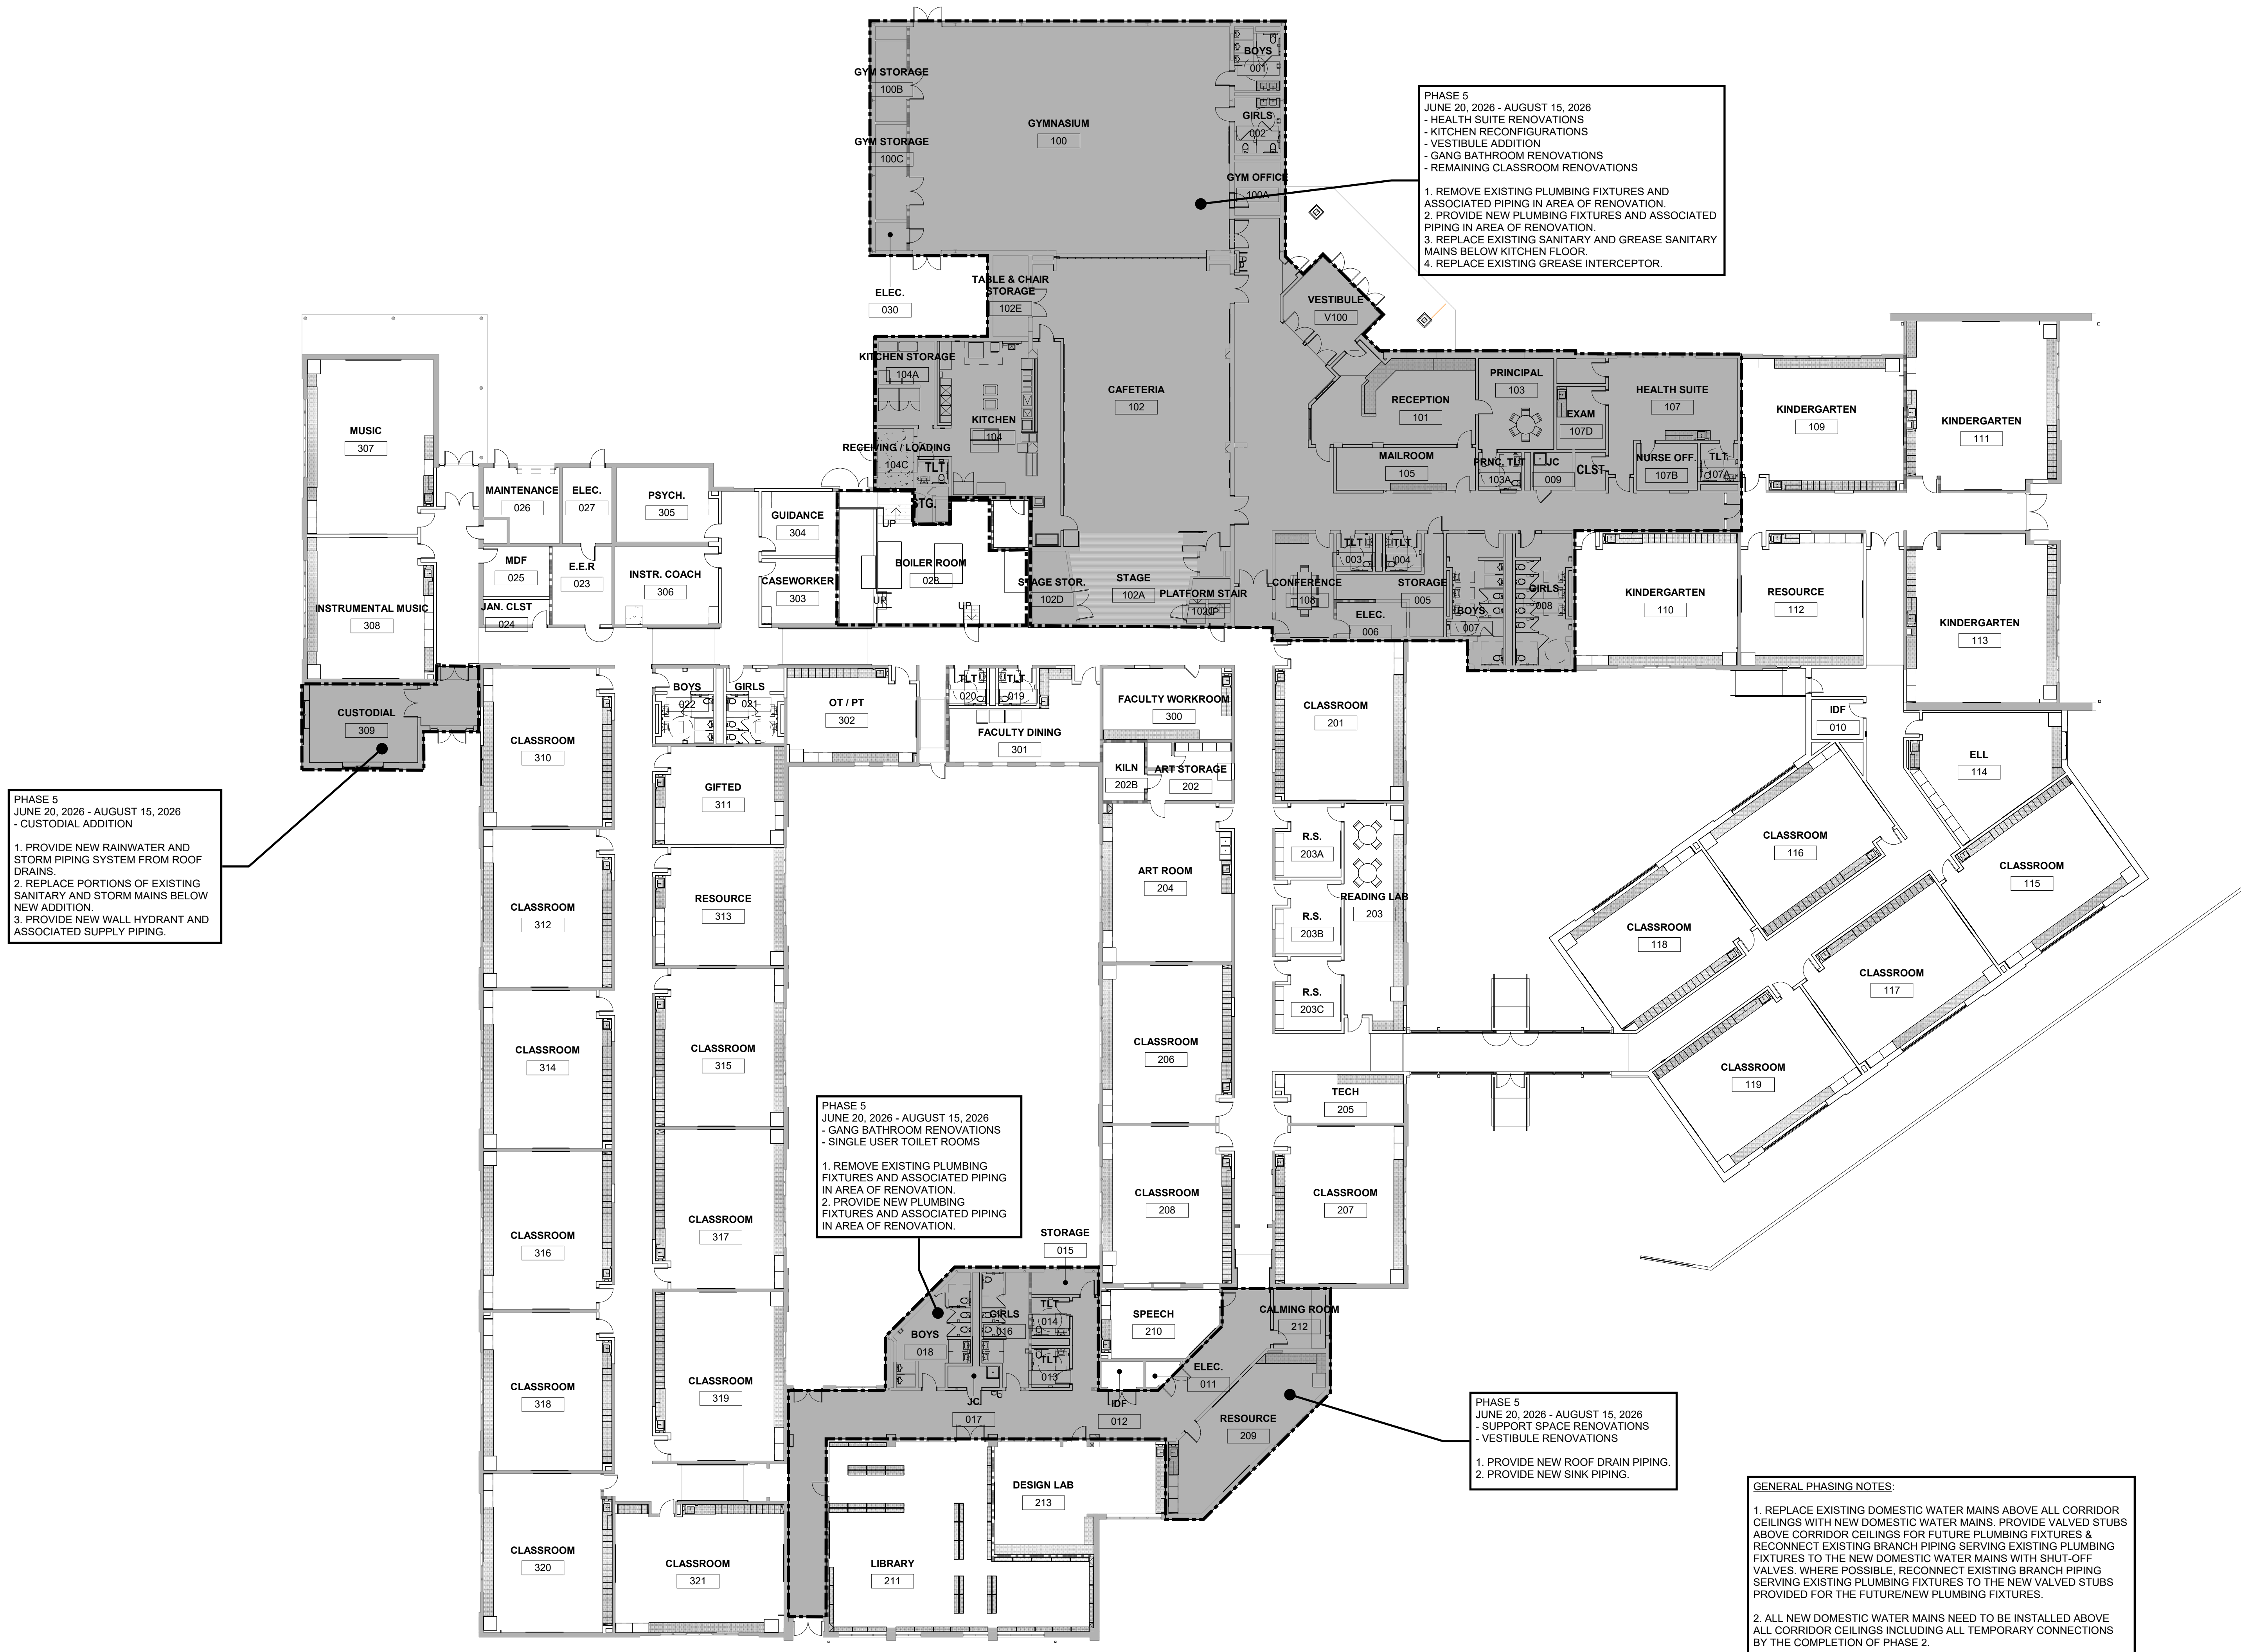 BOYS
001
GYM STORAGE
100B
GYMNASIUM
100
GIRLS
002
GYM STORAGE
100C
GYM OFFICE
100A
PHASE 5
JUNE 20, 2026 - AUGUST 15, 2026
- HEALTH SUITE RENOVATIONS
- KITCHEN RECONFIGURATIONS
- VESTIBULE ADDITION
- GANG BATHROOM RENOVATIONS
- REMAINING CLASSROOM RENOVATIONS
1. REMOVE EXISTING PLUMBING FIXTURES AND
ASSOCIATED PIPING IN AREA OF RENOVATION.
2. PROVIDE NEW PLUMBING FIXTURES AND ASSOCIATED
PIPING IN AREA OF RENOVATION.
3. REPLACE EXISTING SANITARY AND GREASE SANITARY
MAINS BELOW KITCHEN FLOOR.
4. REPLACE EXISTING GREASE INTERCEPTOR.
ELEC.
030
TABLE & CHAIR
STORAGE
102E
VESTIBULE
V100
KITCHEN STORAGE
104A
CAFETERIA
102
KITCHEN
104
RECEIVING / LOADING
104C
TLT
STG.
RECEPTION
101
PRINCIPAL
103
EXAM
107D
HEALTH SUITE
107
MAILROOM
105
PRNC. TLT
103A
JC
009
CLST
NURSE OFF.
107B
TLT
107A
KINDERGARTEN
109
KINDERGARTEN
111
MUSIC
307
MAINTENANCE
026
ELEC.
027
PSYCH.
305
GUIDANCE
304
UP
MDF
025
E.E.R
023
INSTR. COACH
306
CASEWORKER
303
BOILER ROOM
028
UP
UP
JAN. CLST
024
INSTRUMENTAL MUSIC
308
STAGE STOR.
102D
STAGE
102A
PLATFORM STAIR
UP
CONFERENCE
108
TLT
003
TLT
004
STORAGE
005
ELEC.
006
BOYS
007
GIRLS
008
KINDERGARTEN
110
RESOURCE
112
KINDERGARTEN
113
CUSTODIAL
309
CLASSROOM
310
BOYS
022
GIRLS
021
OT / PT
302
TLT
020
TLT
019
FACULTY DINING
301
FACULTY WORKROOM
300
KILN
202B
ART STORAGE
202
CLASSROOM
201
IDF
010
ELL
114
PHASE 5
JUNE 20, 2026 - AUGUST 15, 2026
- CUSTODIAL ADDITION
1. PROVIDE NEW RAINWATER AND
STORM PIPING SYSTEM FROM ROOF
DRAINS.
2. REPLACE PORTIONS OF EXISTING
SANITARY AND STORM MAINS BELOW
NEW ADDITION.
3. PROVIDE NEW WALL HYDRANT AND
ASSOCIATED SUPPLY PIPING.
GIFTED
311
CLASSROOM
312
RESOURCE
313
ART ROOM
204
R.S.
203A
R.S.
203B
READING LAB
203
R.S.
203C
CLASSROOM
116
CLASSROOM
115
CLASSROOM
118
CLASSROOM
117
CLASSROOM
119
CLASSROOM
314
CLASSROOM
315
CLASSROOM
206
TECH
205
PHASE 5
JUNE 20, 2026 - AUGUST 15, 2026
- GANG BATHROOM RENOVATIONS
- SINGLE USER TOILET ROOMS
1. REMOVE EXISTING PLUMBING
FIXTURES AND ASSOCIATED PIPING
IN AREA OF RENOVATION.
2. PROVIDE NEW PLUMBING
FIXTURES AND ASSOCIATED PIPING
IN AREA OF RENOVATION.
CLASSROOM
316
CLASSROOM
317
CLASSROOM
208
CLASSROOM
207
STORAGE
015
BOYS
018
GIRLS
016
TLT
014
TLT
013
SPEECH
210
CALMING ROOM
212
ELEC.
011
JC
017
IDF
012
RESOURCE
209
CLASSROOM
318
CLASSROOM
319
PHASE 5
JUNE 20, 2026 - AUGUST 15, 2026
- SUPPORT SPACE RENOVATIONS
- VESTIBULE RENOVATIONS
1. PROVIDE NEW ROOF DRAIN PIPING.
2. PROVIDE NEW SINK PIPING.
DESIGN LAB
213
CLASSROOM
320
CLASSROOM
321
LIBRARY
211
GENERAL PHASING NOTES:
1. REPLACE EXISTING DOMESTIC WATER MAINS ABOVE ALL CORRIDOR
CEILINGS WITH NEW DOMESTIC WATER MAINS. PROVIDE VALVED STUBS
ABOVE CORRIDOR CEILINGS FOR FUTURE PLUMBING FIXTURES &
RECONNECT EXISTING BRANCH PIPING SERVING EXISTING PLUMBING
FIXTURES TO THE NEW DOMESTIC WATER MAINS WITH SHUT-OFF
VALVES. WHERE POSSIBLE, RECONNECT EXISTING BRANCH PIPING
SERVING EXISTING PLUMBING FIXTURES TO THE NEW VALVED STUBS
PROVIDED FOR THE FUTURE/NEW PLUMBING FIXTURES.
2. ALL NEW DOMESTIC WATER MAINS NEED TO BE INSTALLED ABOVE
ALL CORRIDOR CEILINGS INCLUDING ALL TEMPORARY CONNECTIONS
BY THE COMPLETION OF PHASE 2.